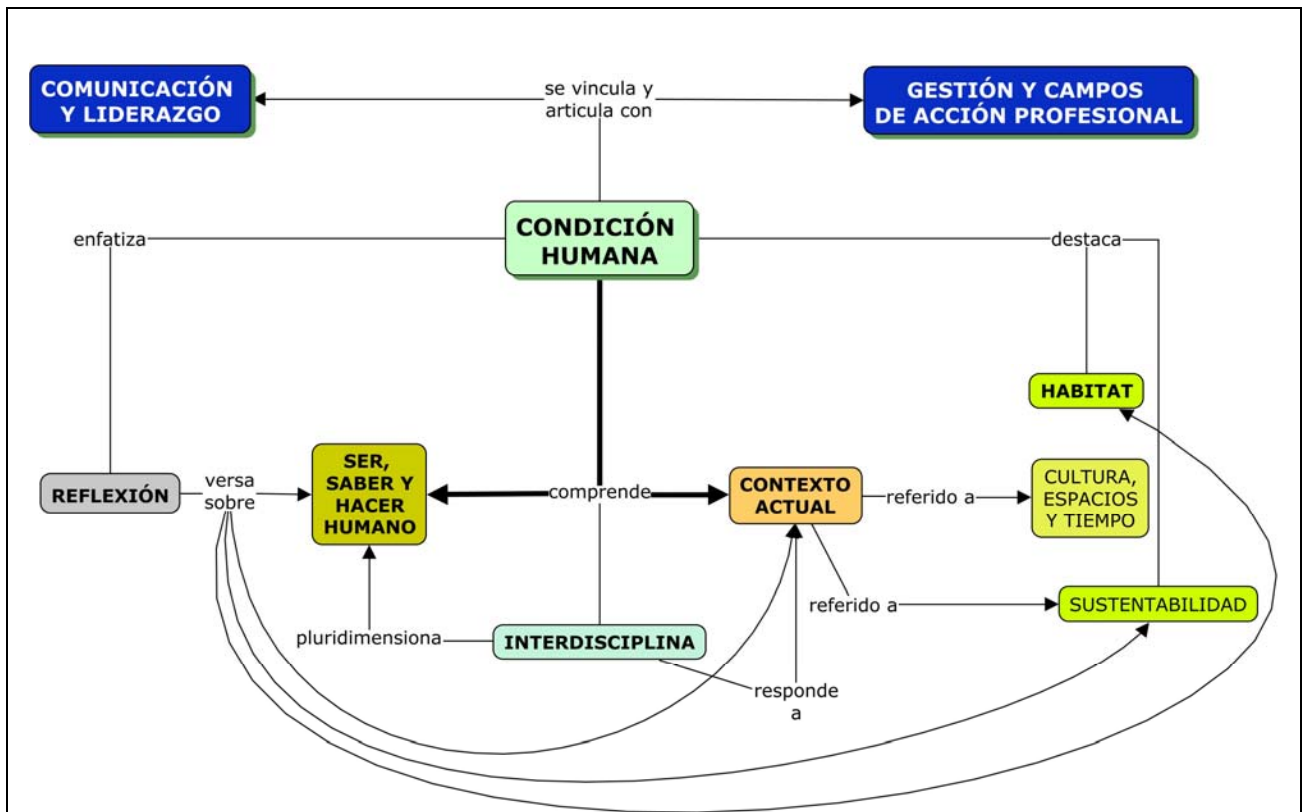 COMUNICACIÓN
Y LIDERAZGO
se vincula y
articula con
GESTIÓN Y CAMPOS
DE ACCIÓN PROFESIONAL
CONDICIÓN
HUMANA
enfatiza
destaca
HABITAT
REFLEXIÓN
versa
sobre
SER,
SABER Y
HACER
HUMANO
comprende
CONTEXTO
ACTUAL
referido a
CULTURA,
ESPACIOS
Y TIEMPO
referido a
SUSTENTABILIDAD
pluridimensiona
INTERDISCIPLINA
responde
a